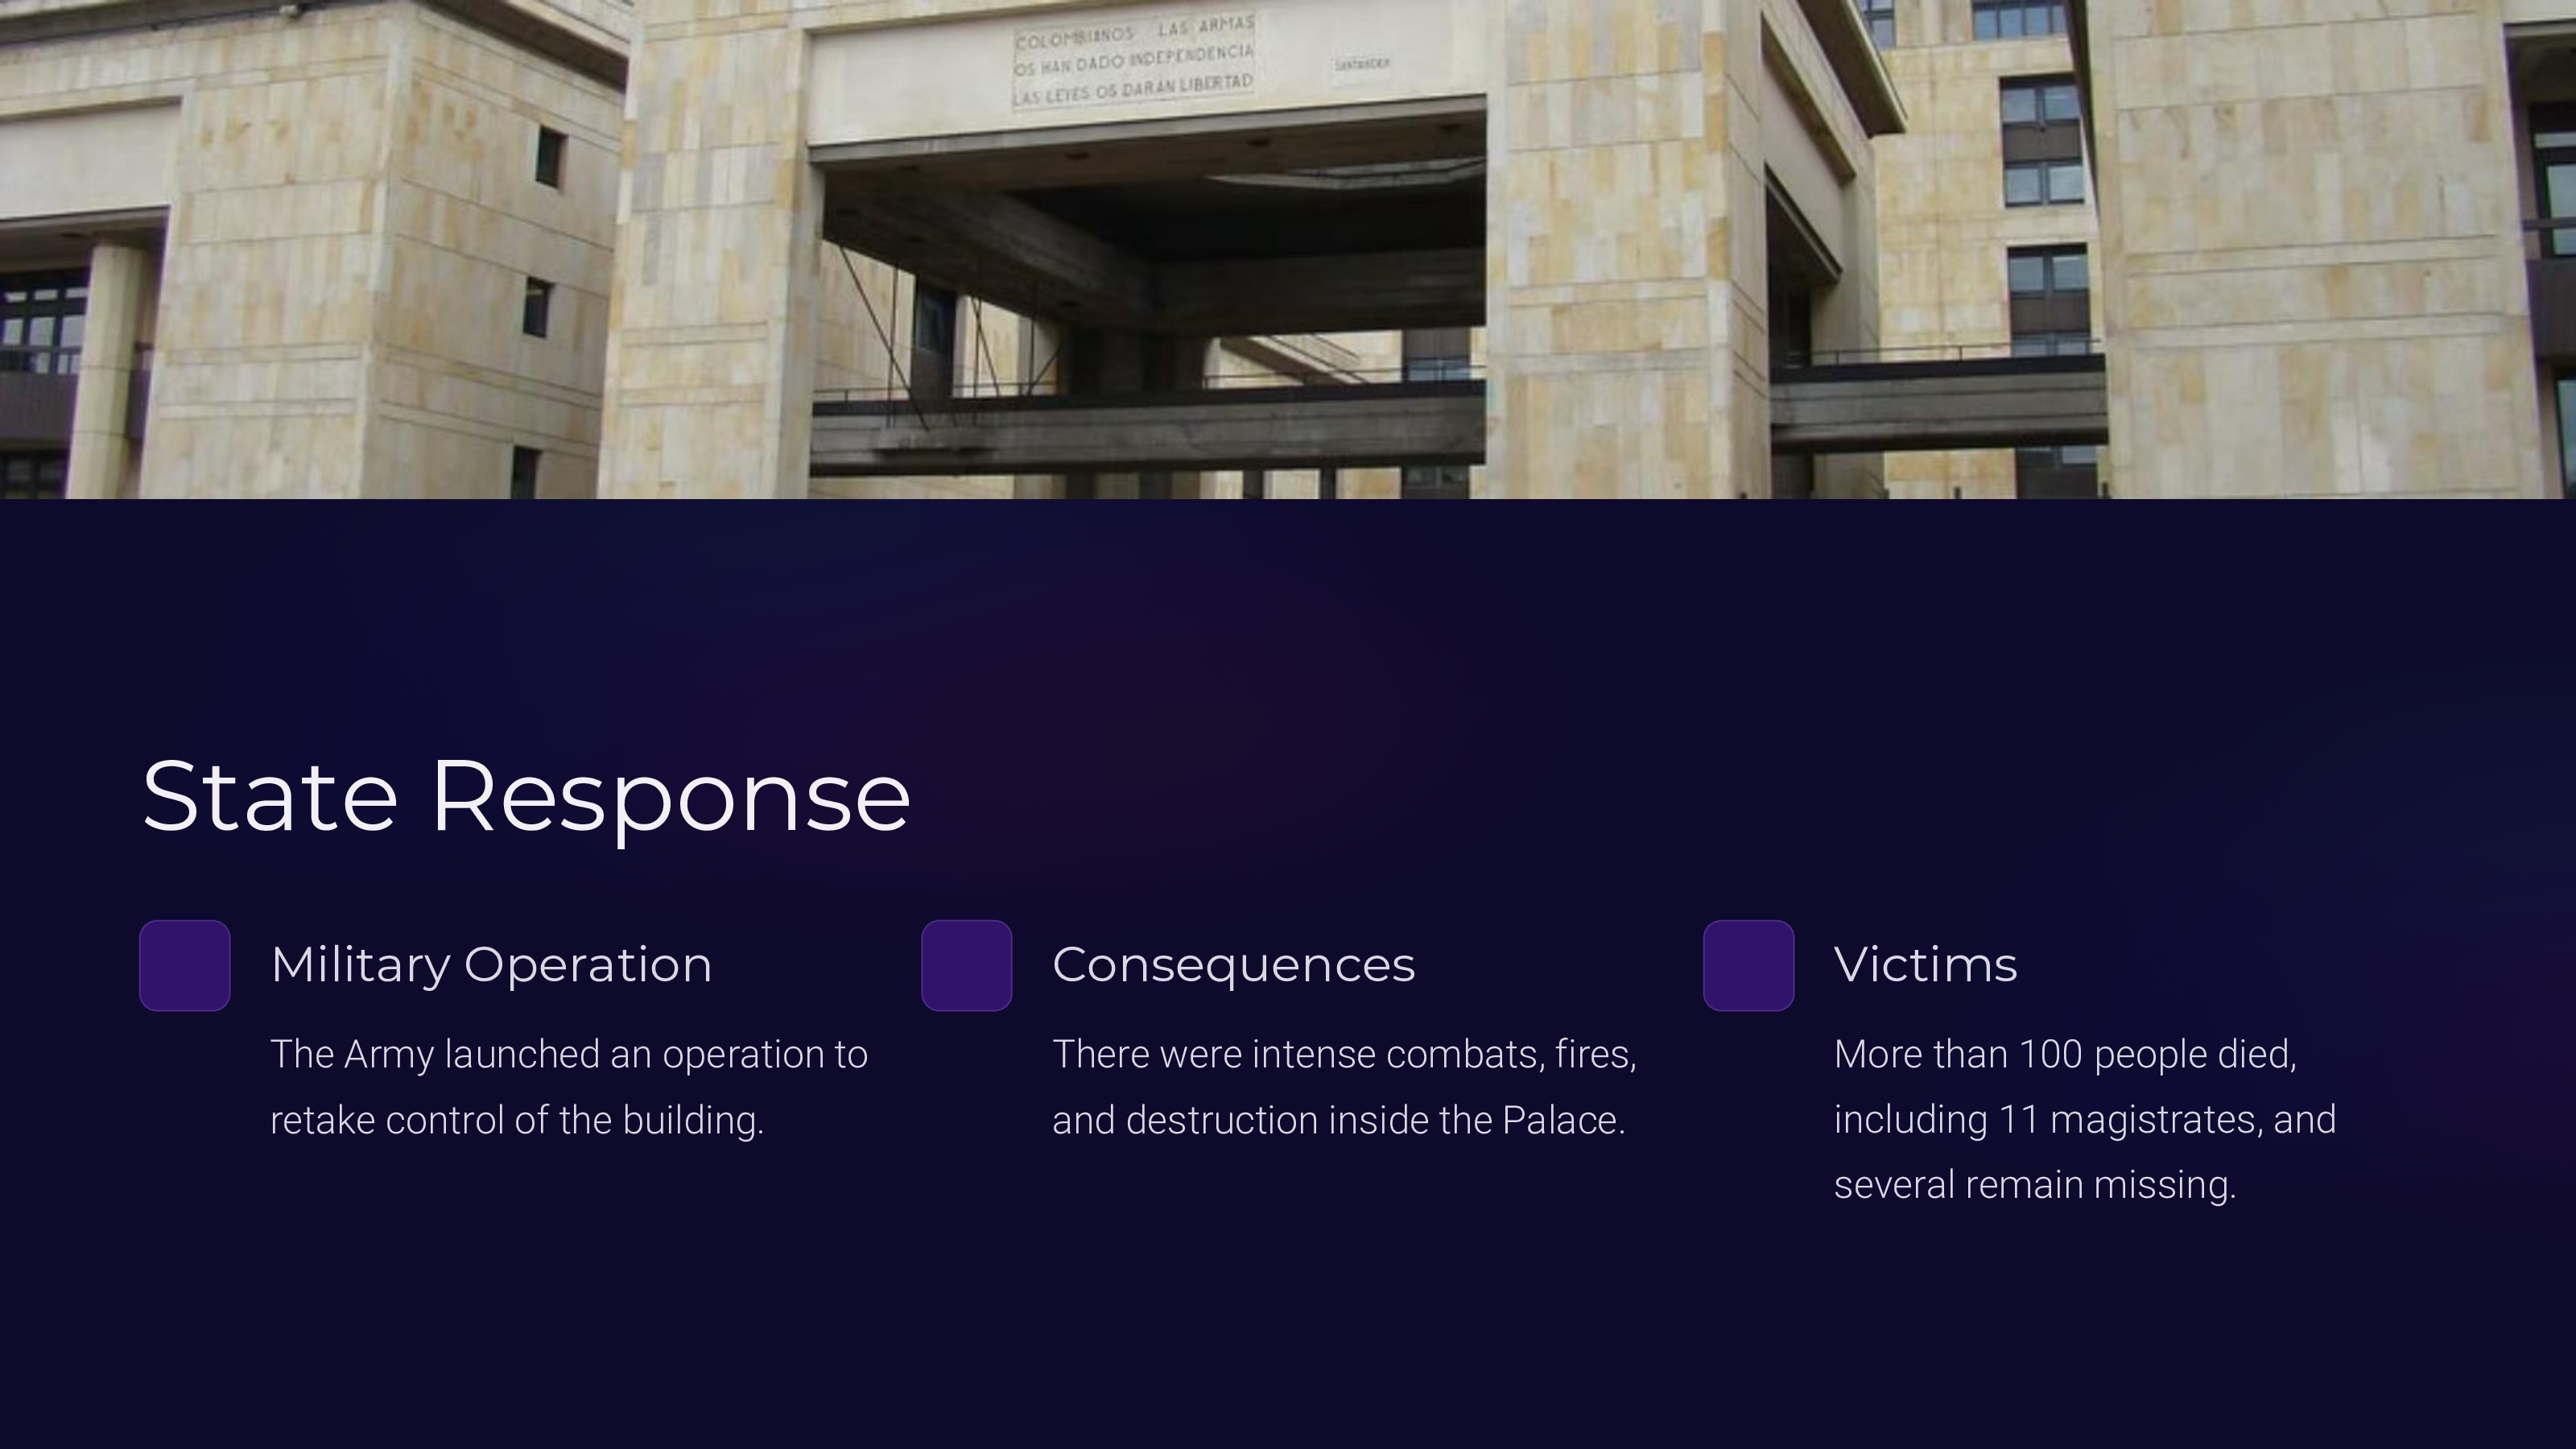 COLOMBIANOS LAS ARMAS
OS HAN DADO INDEPENDENCIA
LAS LEYES OS DARAN LIBERTAD
SANTANDER
State Response
Military Operation
The Army launched an operation to
retake control of the building.
Consequences
There were intense combats, fires,
and destruction inside the Palace.
Victims
More than 100 people died,
including 11 magistrates, and
several remain missing.